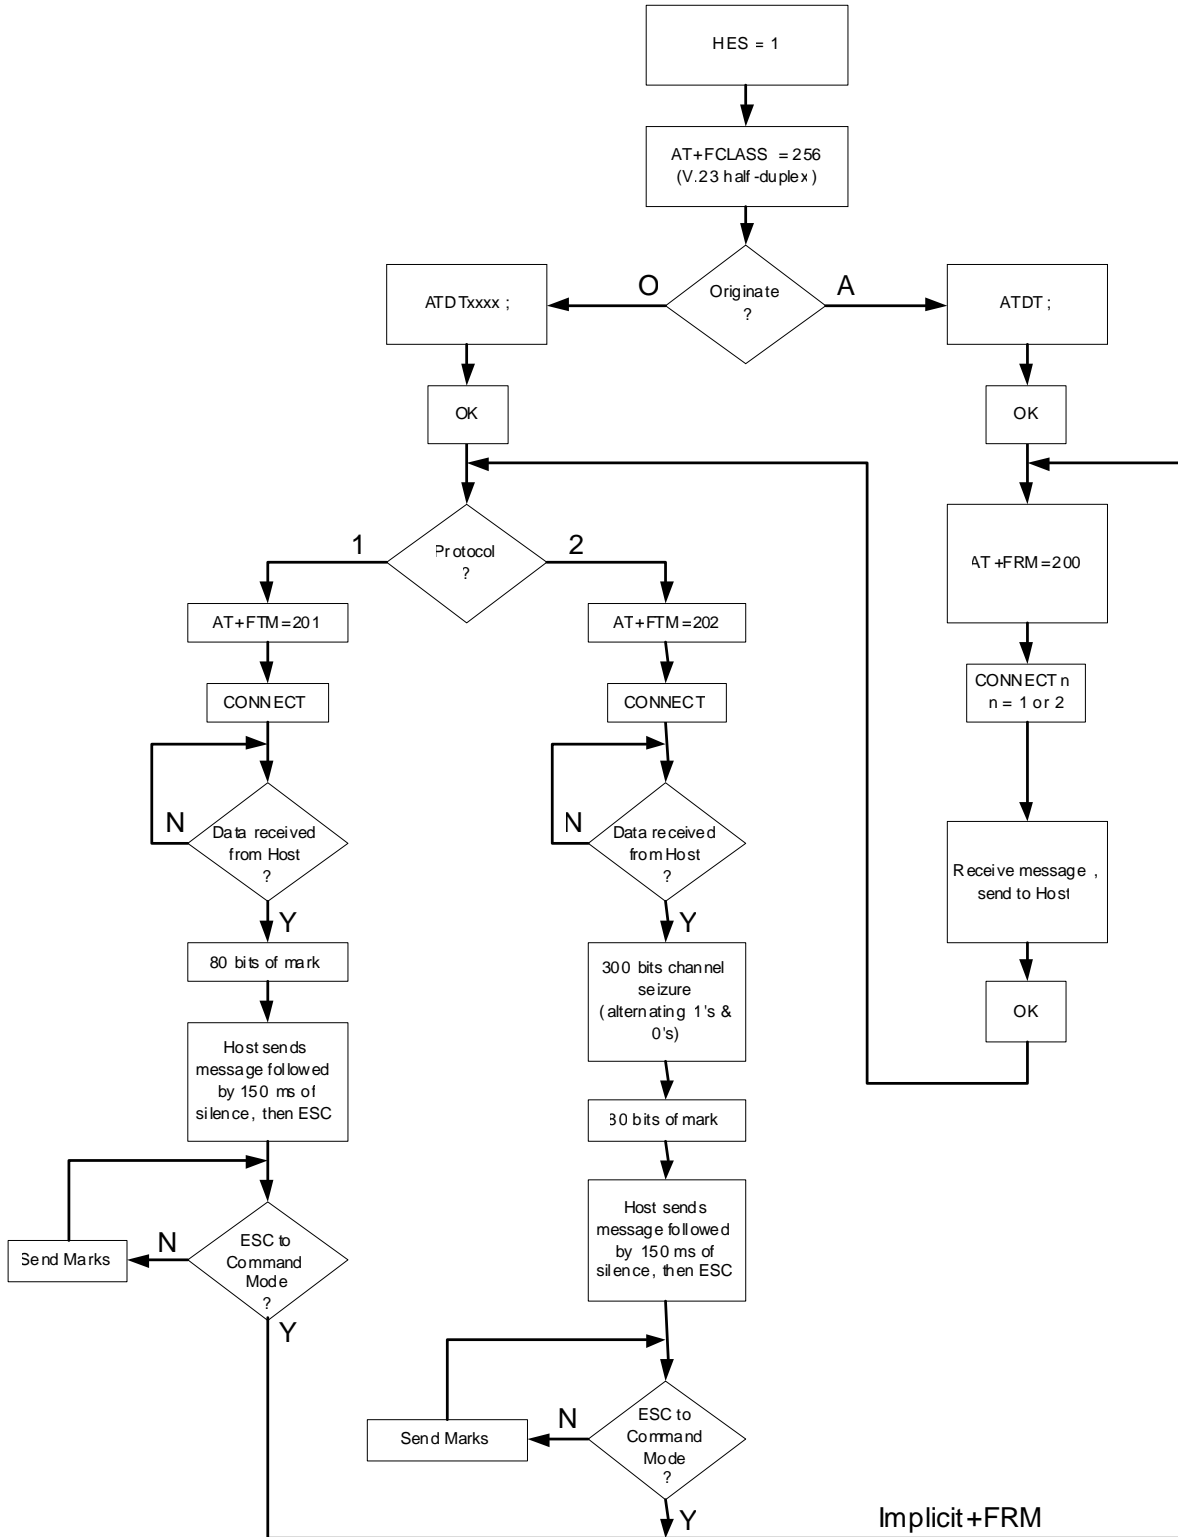 HES = 1
AT+FCLASS = 256
(V.23 half-duplex)
Originate
?
O
A
ATDTxxxx ;
ATDT ;
OK
OK
Protocol
?
1
2
AT+FRM=200
AT+FTM=201
AT+FTM=202
CONNECT
CONNECT
CONNECT n
n = 1 or 2
Data received
from Host
?
N
Data received
from Host
?
N
Receive message ,
send to Host
Y
Y
80 bits of mark
300 bits channel
seizure
(alternating 1's &
0's)
OK
Host sends
message followed
by 150 ms of
silence, then ESC
80 bits of mark
Host sends
message followed
by 150 ms of
silence, then ESC
Send Marks
N
ESC to
Command
Mode
?
Y
Send Marks
N
ESC to
Command
Mode
?
Y
Implicit+FRM